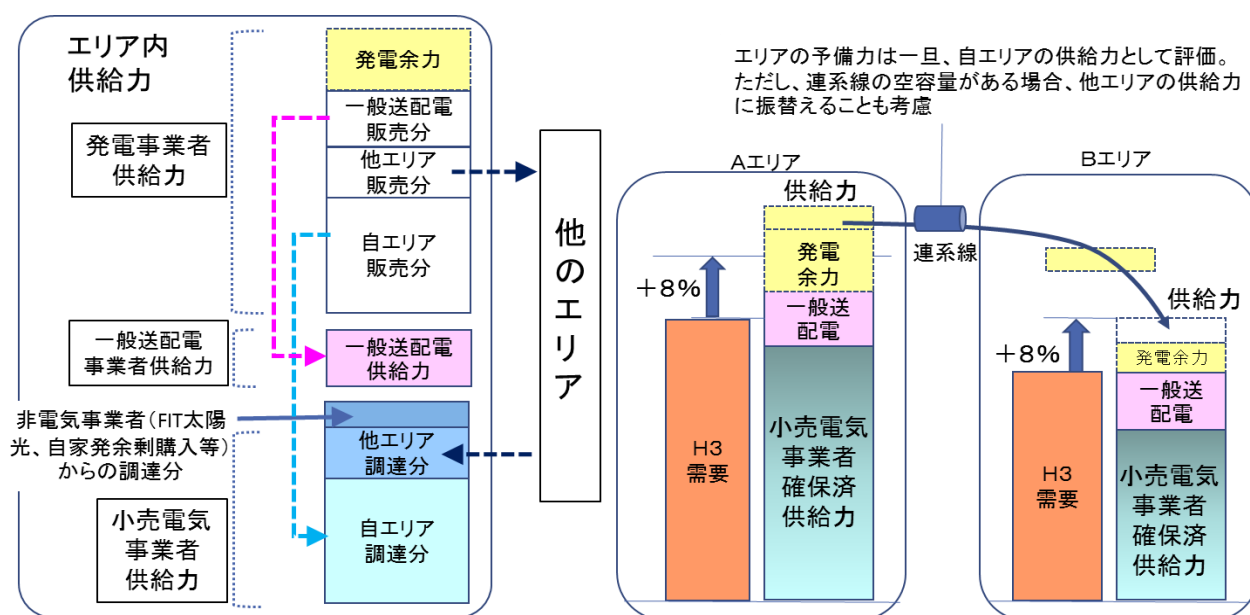 エリア内
供給力
発電事業者
供給力
一般送配電
事業者供給力
非電気事業者(FIT太陽
光、自家発余剰購入等)
からの調達分
小売電気
事業者
供給力
発電余力
一般送配電
販売分
他エリア
販売分
自エリア
販売分
一般送配電
供給力
他エリア
調達分
自エリア
調達分
他のエリア
エリアの予備力は一旦、自エリアの供給力として評価。
ただし、連系線の空容量がある場合、他エリアの供給力
に振替えることも考慮
Aエリア
供給力
+8%
発電
余力
一般送
配電
H3
需要
小売電気
事業者
確保済
供給力
連系線
Bエリア
供給力
+8%
発電余力
一般送
配電
H3
需要
小売電気
事業者
確保済
供給力